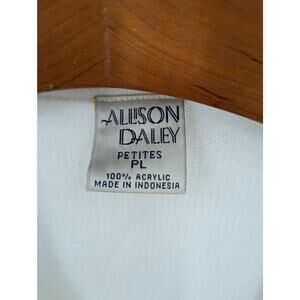 ALLISON
DALEY
PETITES
PL
100% ACRYLIC
MADE IN INDONESIA